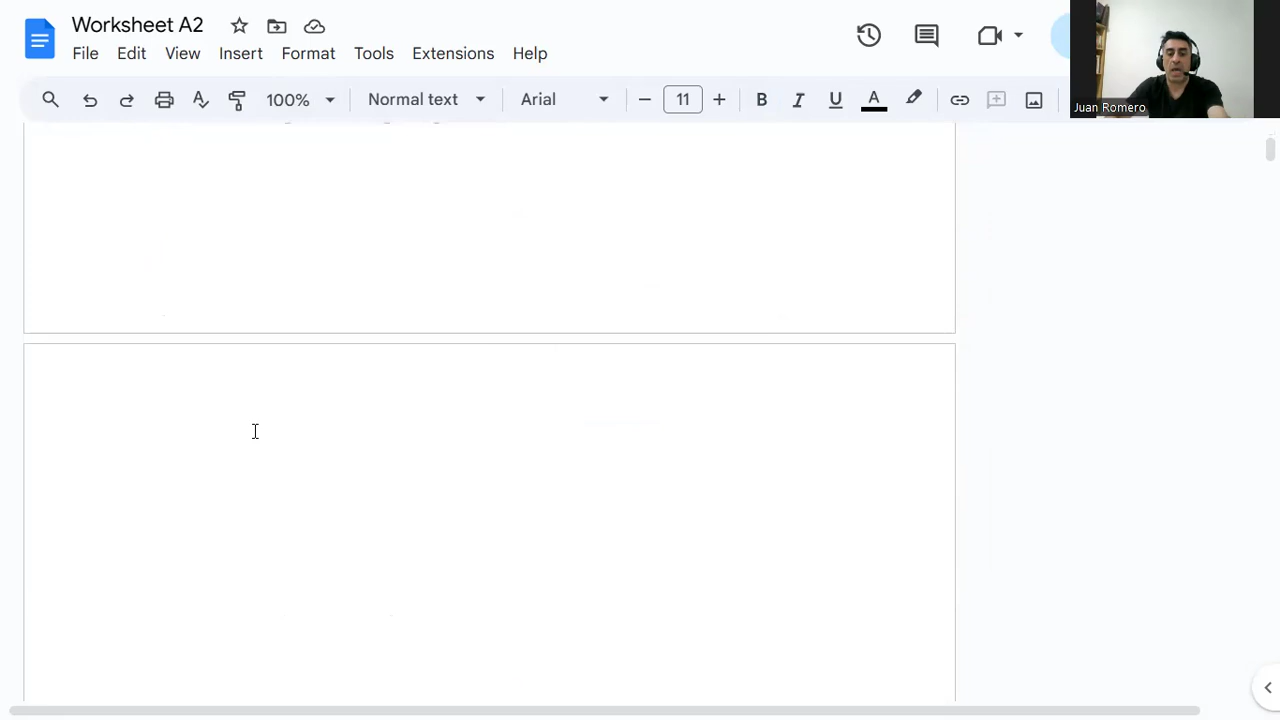 Worksheet A2
File Edit View Insert Format Tools Extensions Help
100% Normal text Arial 11 B I U A
Juan Romero